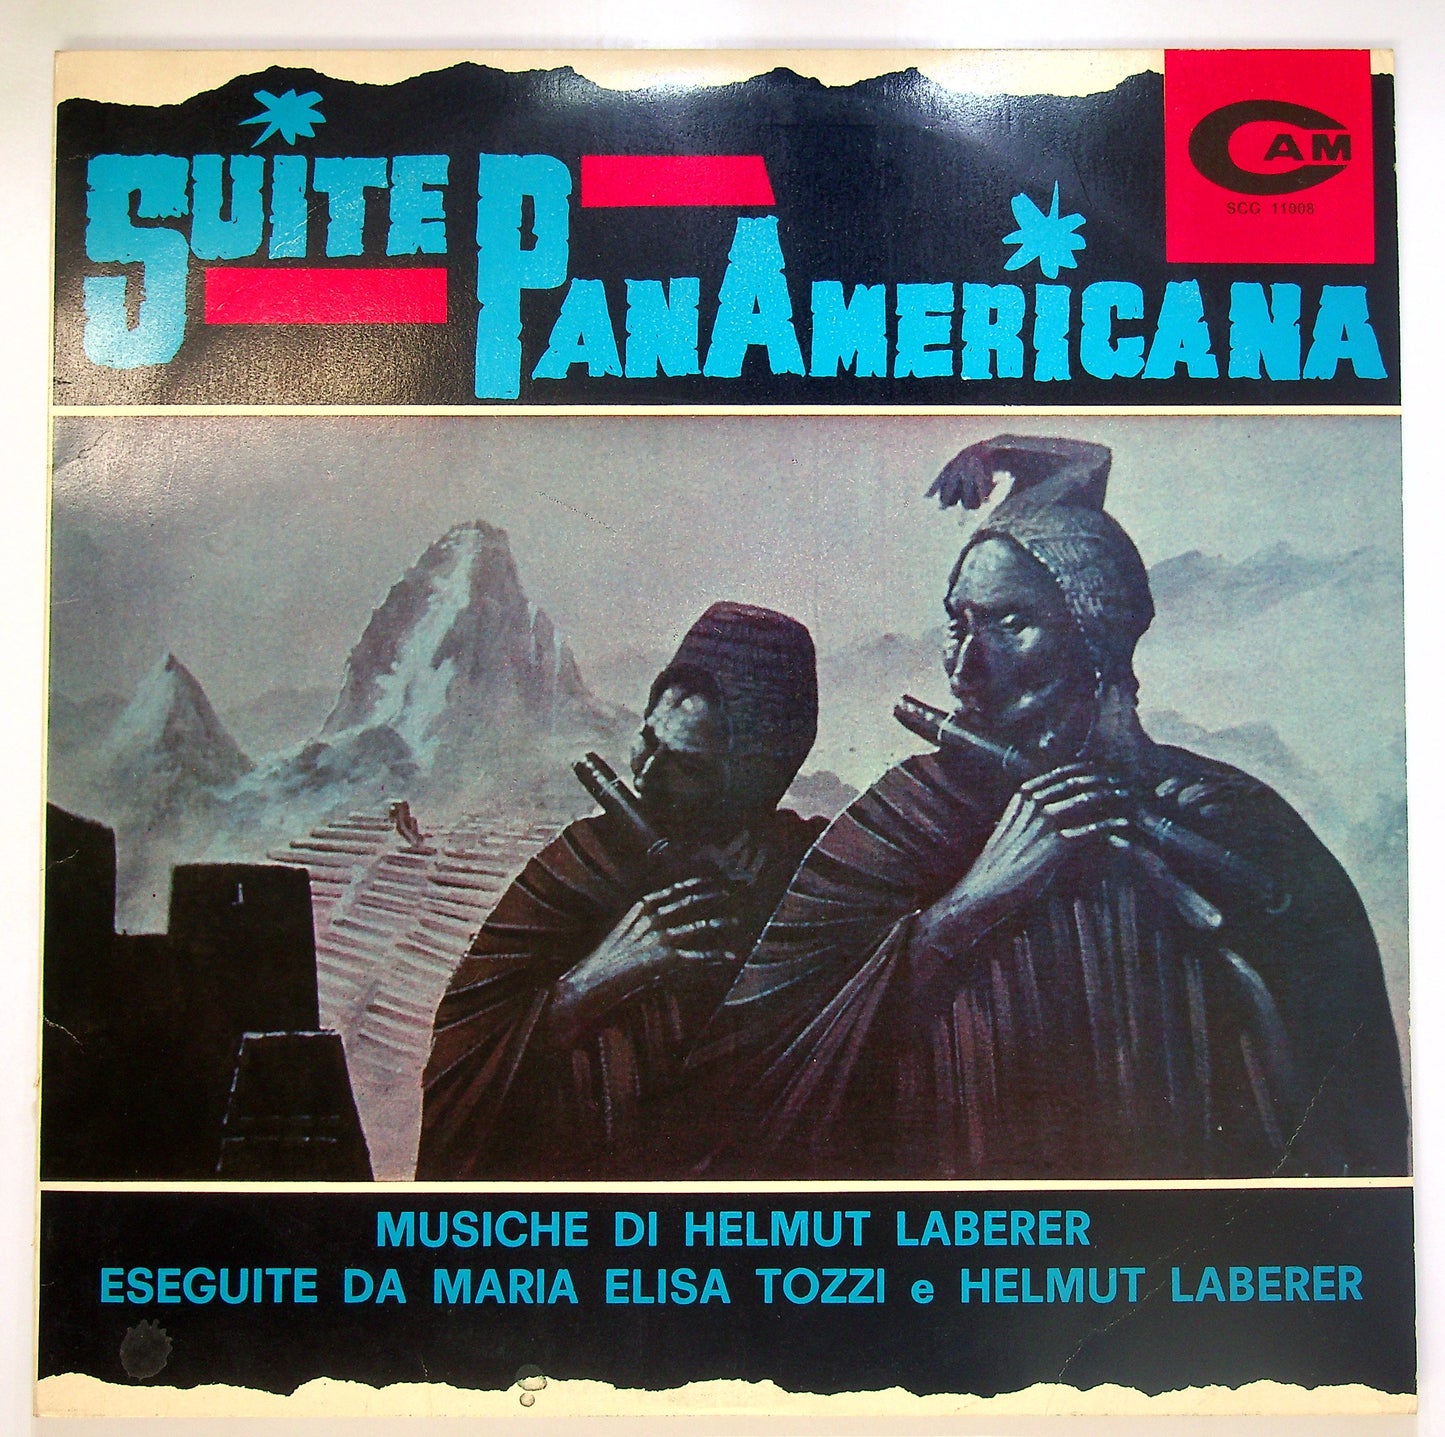 CAM
SCG 11008
SUITE PANAMERICANA
MUSICHE DI HELMUT LABERER
ESEGUITE DA MARIA ELISA TOZZI e HELMUT LABERER